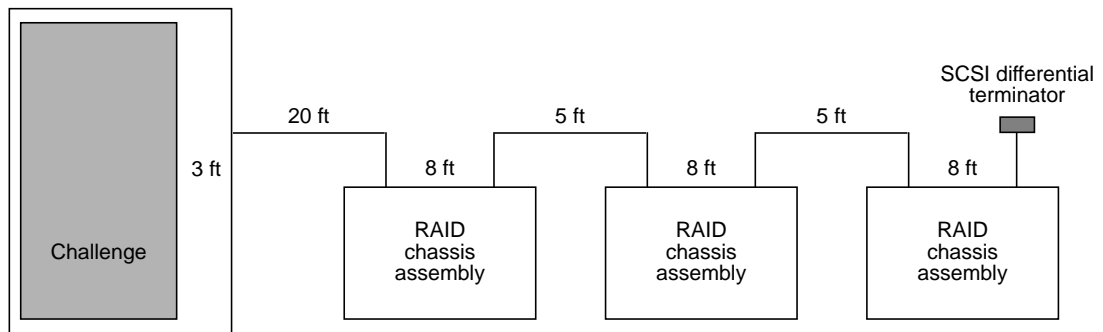 SCSI differential
terminator
20 ft
5 ft
5 ft
3 ft
8 ft
8 ft
8 ft
Challenge
RAID
chassis
assembly
RAID
chassis
assembly
RAID
chassis
assembly